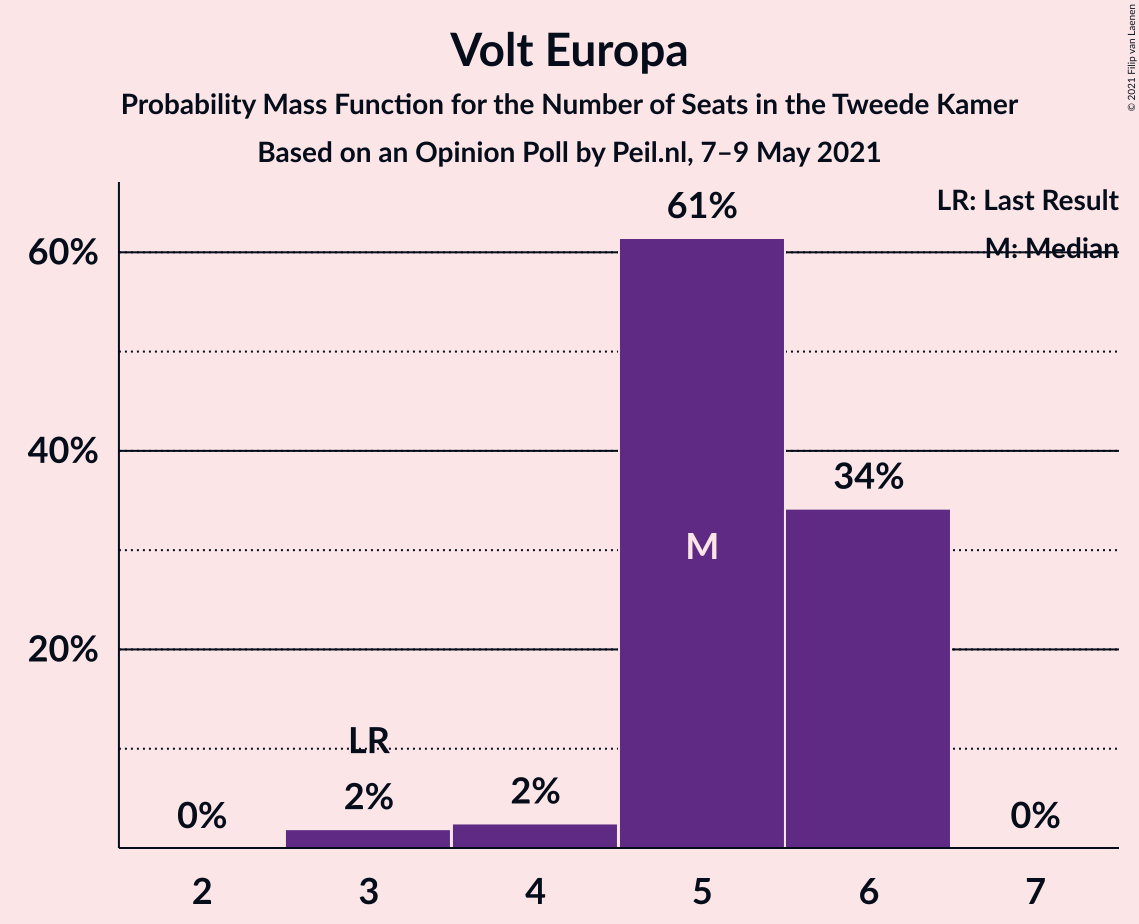 Volt Europa
Probability Mass Function for the Number of Seats in the Tweede Kamer
Based on an Opinion Poll by Peil.nl, 7–9 May 2021
© 2021 Filip van Laenen
LR: Last Result
M: Median
60%
40%
20%
61%
34%
M
LR
0%
2%
2%
0%
2
3
4
5
6
7